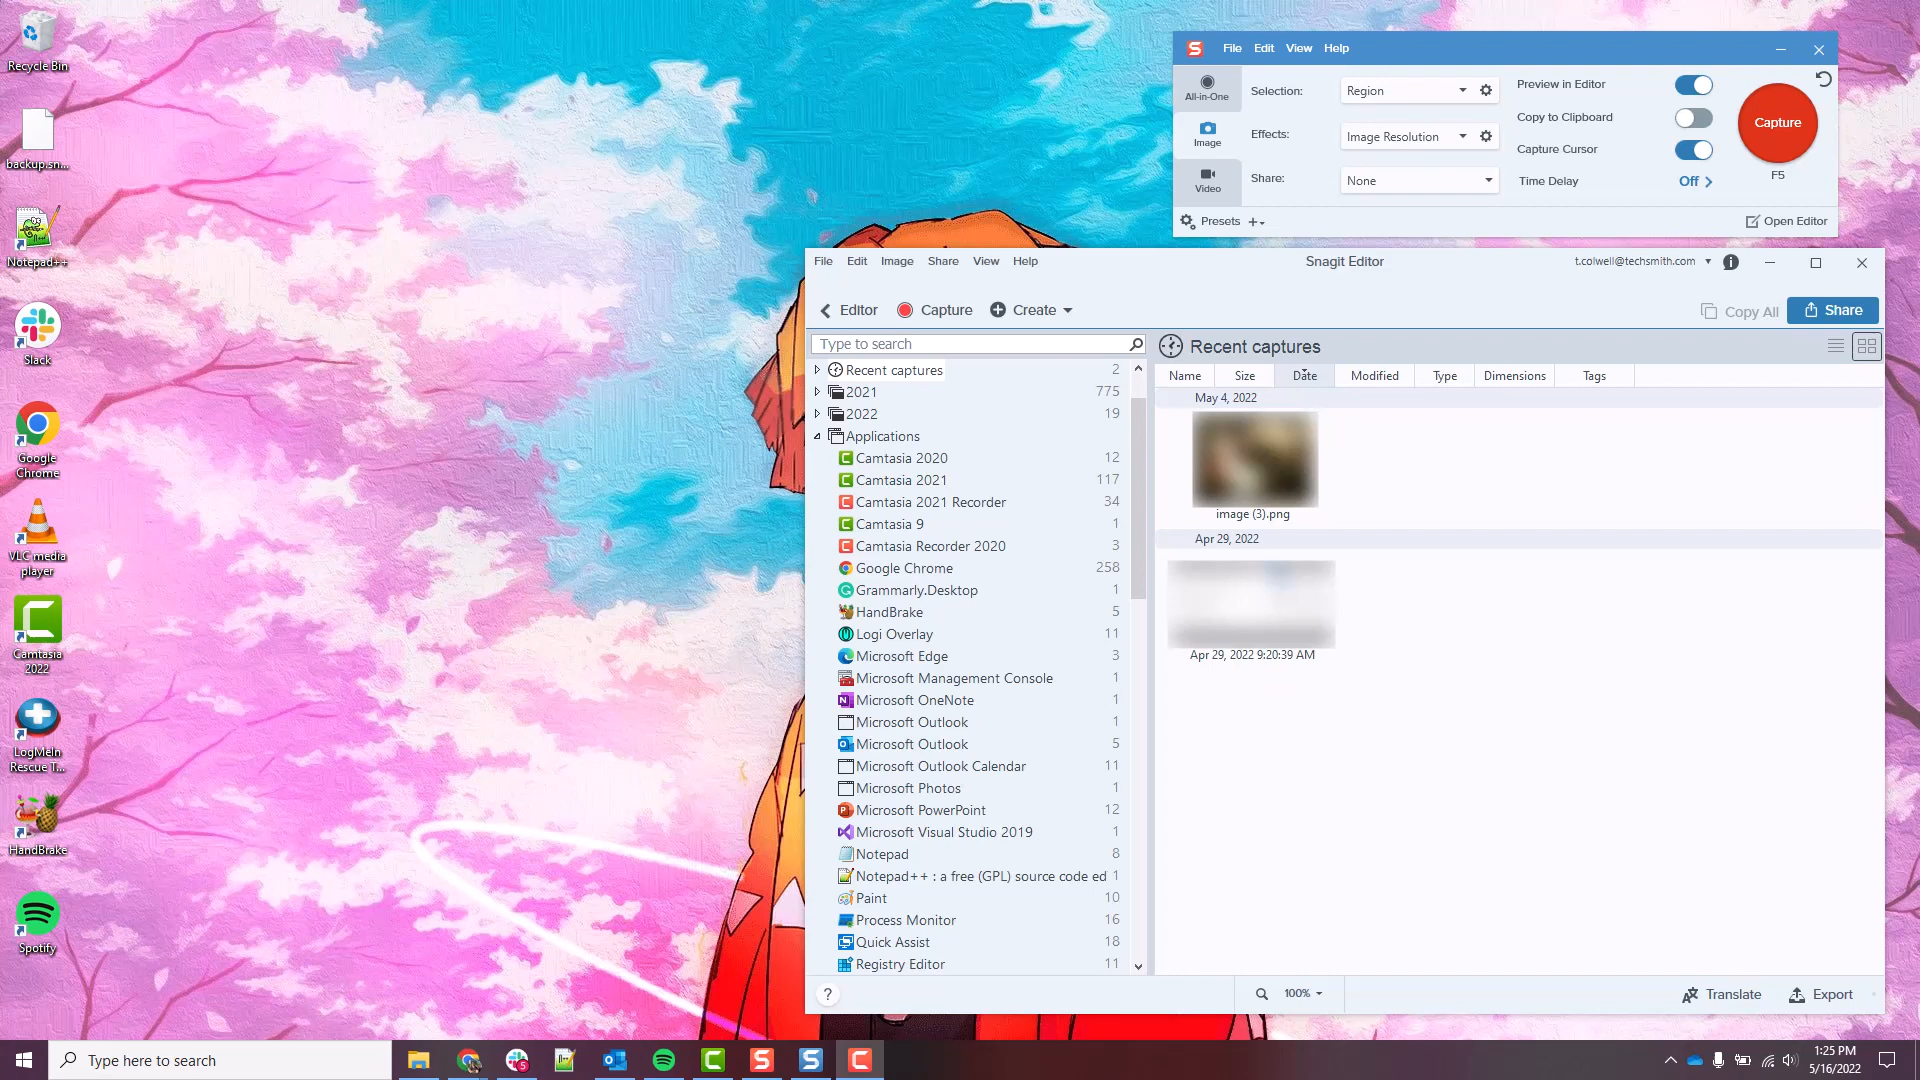 Recycle Bin
backup.sn...
Notepad++
Slack
Google
Chrome
VLC media
player
Camtasia
2022
LogMeIn
Rescue T...
HandBrake
Spotify
File Edit View Help
All-in-One
Image
Video
Selection: Region
Effects: Image Resolution
Share: None
Preview in Editor
Copy to Clipboard
Capture Cursor
Time Delay Off
Capture
F5
Presets
Open Editor
File Edit Image Share View Help
Snagit Editor
t.colwell@techsmith.com
Editor Capture Create
Copy All Share
Type to search
Recent captures 2
2021 775
2022 19
Applications
Camtasia 2020 12
Camtasia 2021 117
Camtasia 2021 Recorder 34
Camtasia 9 1
Camtasia Recorder 2020 3
Google Chrome 258
Grammarly.Desktop 1
HandBrake 5
Logi Overlay 11
Microsoft Edge 3
Microsoft Management Console 1
Microsoft OneNote 1
Microsoft Outlook 1
Microsoft Outlook 5
Microsoft Outlook Calendar 11
Microsoft Photos 1
Microsoft PowerPoint 12
Microsoft Visual Studio 2019 1
Notepad 8
Notepad++ : a free (GPL) source code ed 1
Paint 10
Process Monitor 16
Quick Assist 18
Registry Editor 11
Recent captures
Name Size Date Modified Type Dimensions Tags
May 4, 2022
image (3).png
Apr 29, 2022
Apr 29, 2022 9:20:39 AM
?
100%
Translate Export
Type here to search
5
1:25 PM
5/16/2022